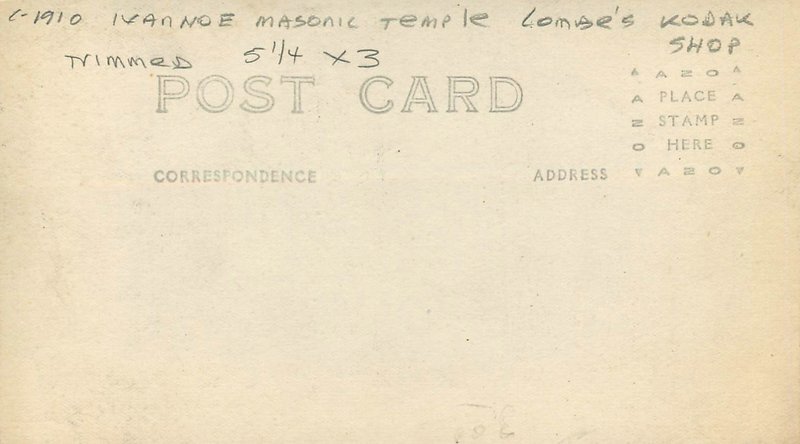 C-1910 IVANNOE MASONIC TEMPLE LOMBE'S KODAK
SHOP
TRIMMED 5 1/4 X 3
POST CARD
AZO
PLACE
STAMP
HERE
AZO
CORRESPONDENCE
ADDRESS